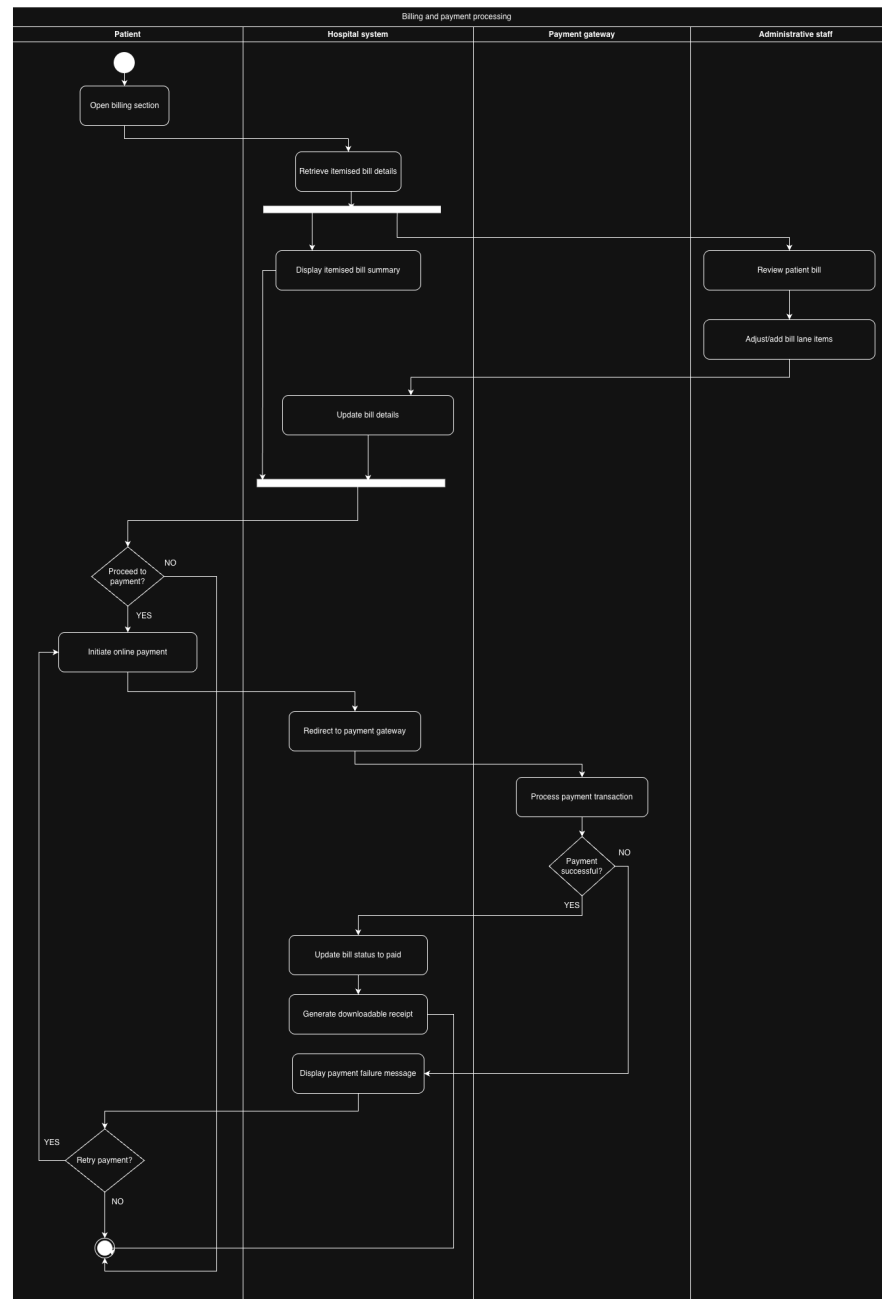 Billing and payment processing
Patient
Hospital system
Payment gateway
Administrative staff
Open billing section
Retrieve itemised bill details
Display itemised bill summary
Review patient bill
Adjust/add bill lane items
Update bill details
Proceed to
payment?
NO
YES
Initiate online payment
Redirect to payment gateway
Process payment transaction
Payment
successful?
NO
YES
Update bill status to paid
Generate downloadable receipt
Display payment failure message
YES
Retry payment?
NO